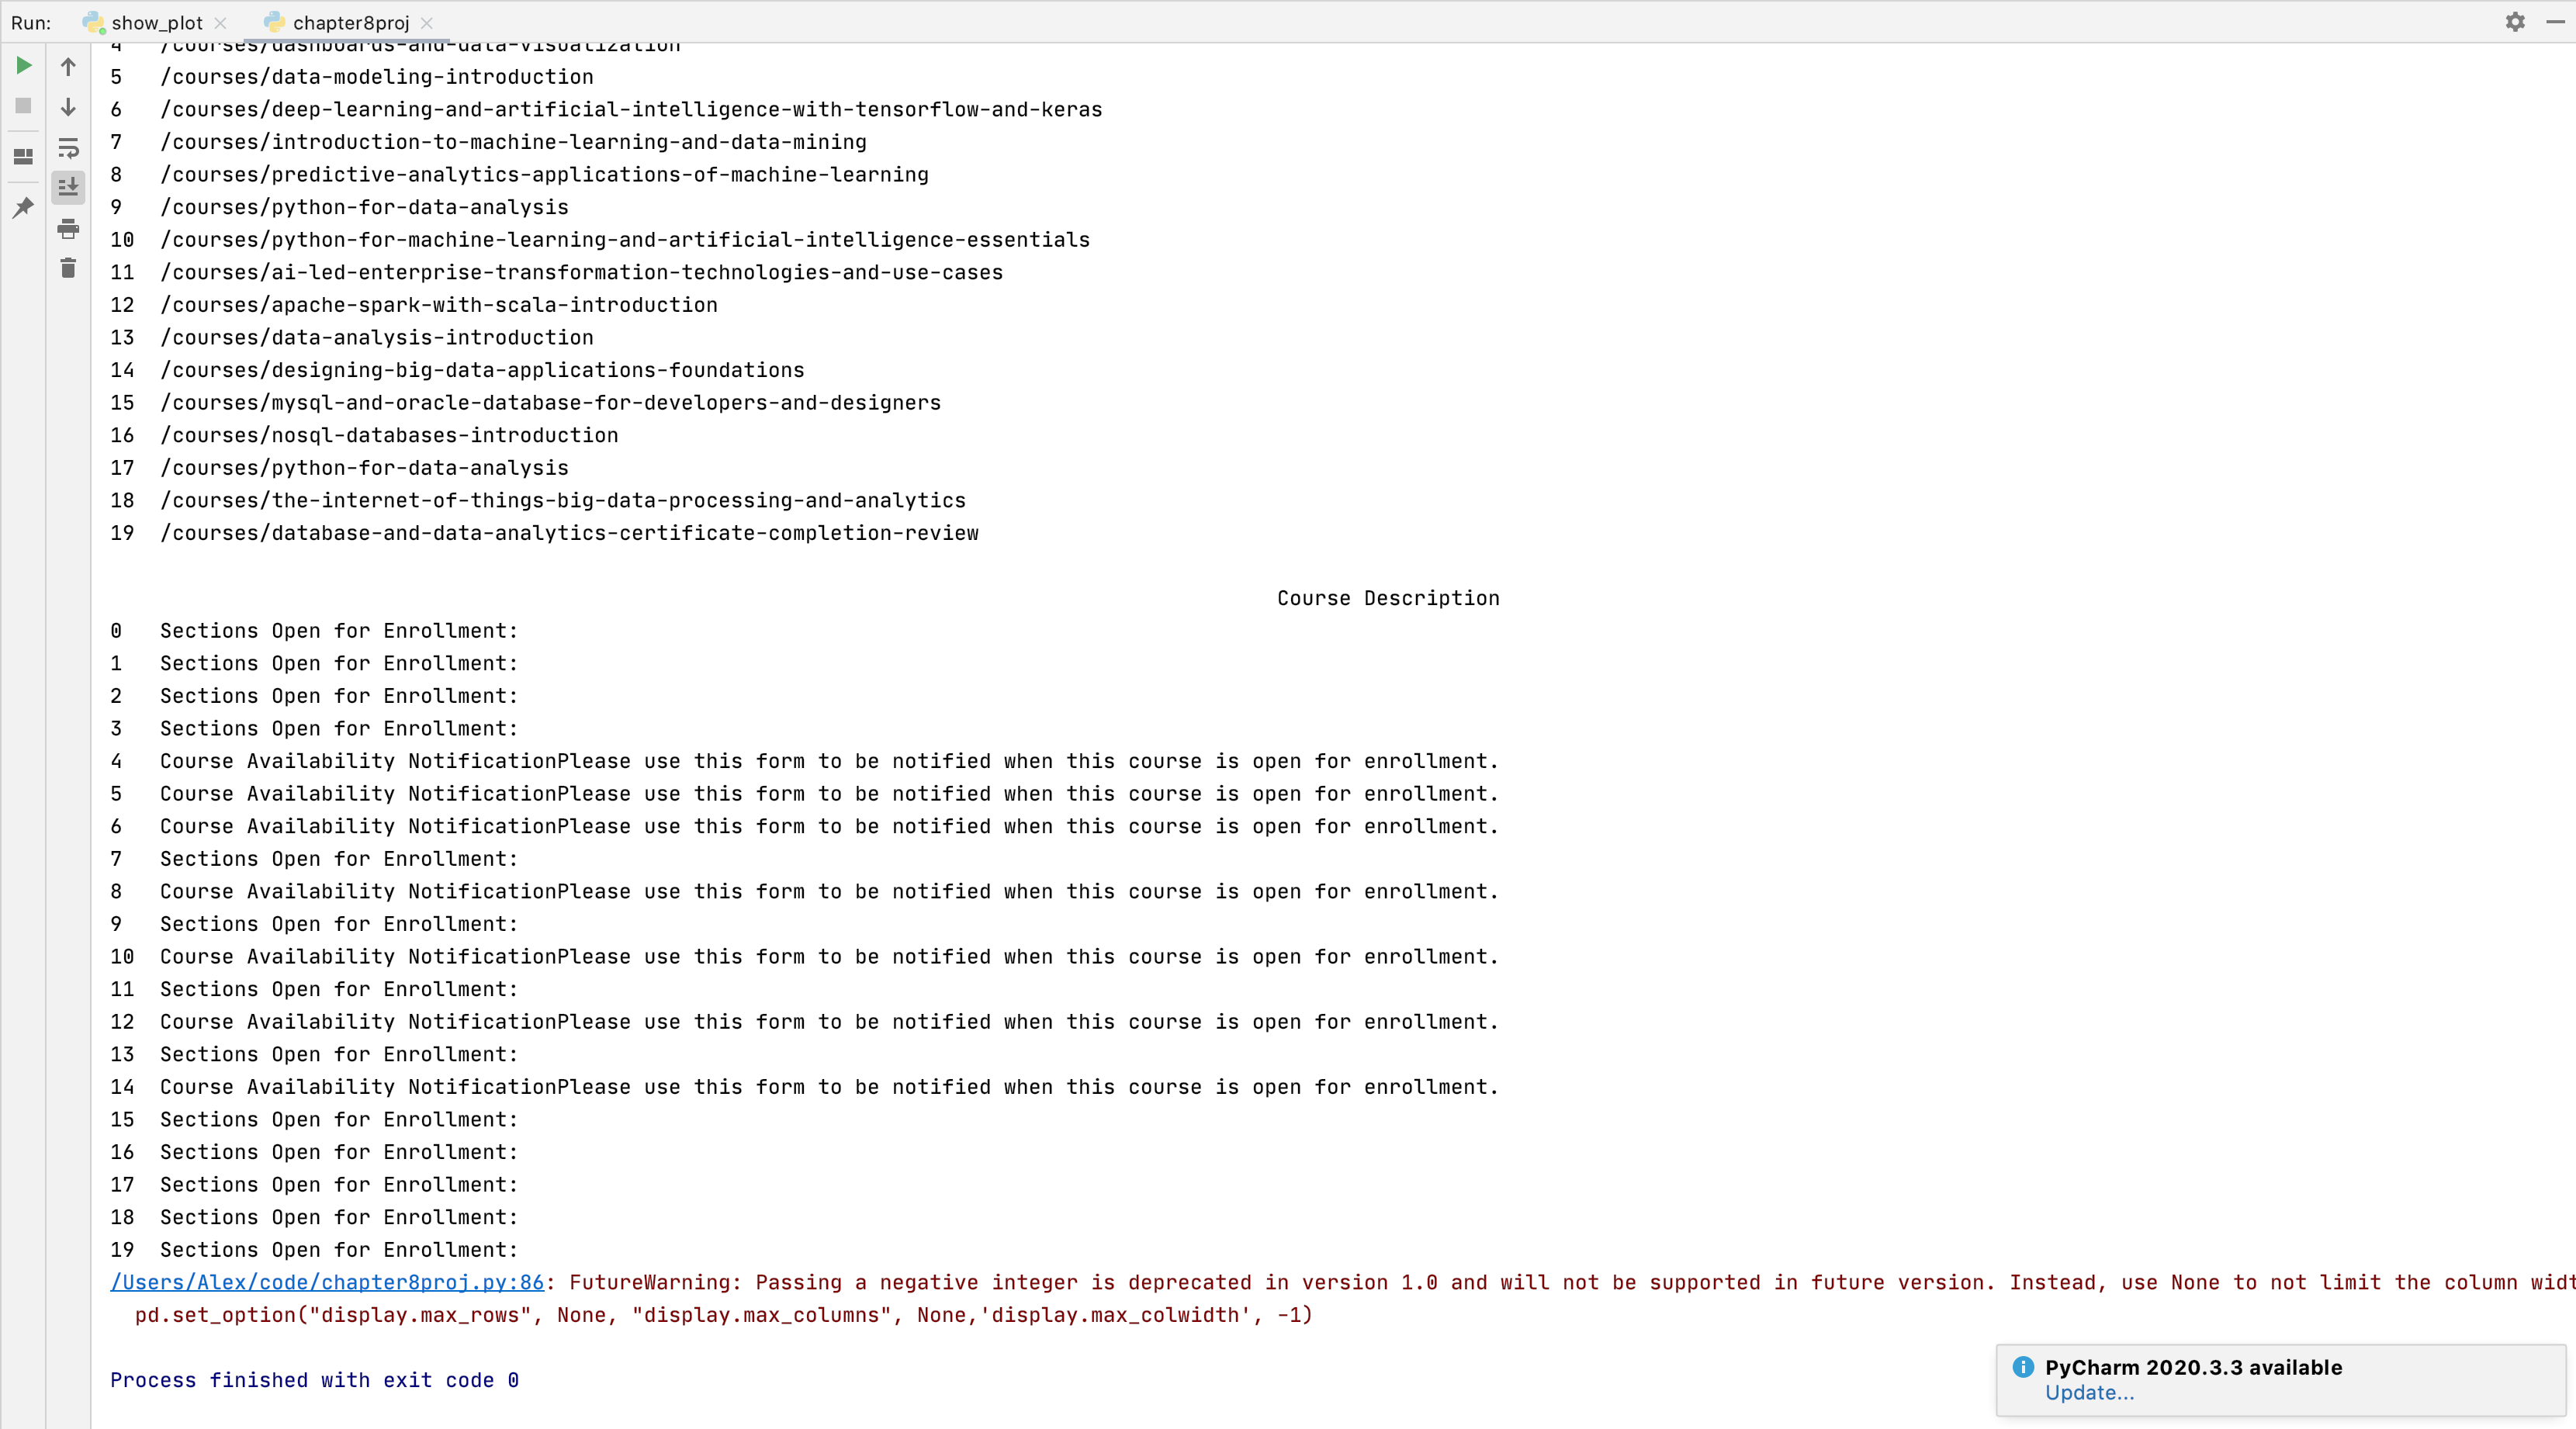 Run: show_plot chapter8proj
4 /courses/dashboards-and-data-visualization
5 /courses/data-modeling-introduction
6 /courses/deep-learning-and-artificial-intelligence-with-tensorflow-and-keras
7 /courses/introduction-to-machine-learning-and-data-mining
8 /courses/predictive-analytics-applications-of-machine-learning
9 /courses/python-for-data-analysis
10 /courses/python-for-machine-learning-and-artificial-intelligence-essentials
11 /courses/ai-led-enterprise-transformation-technologies-and-use-cases
12 /courses/apache-spark-with-scala-introduction
13 /courses/data-analysis-introduction
14 /courses/designing-big-data-applications-foundations
15 /courses/mysql-and-oracle-database-for-developers-and-designers
16 /courses/nosql-databases-introduction
17 /courses/python-for-data-analysis
18 /courses/the-internet-of-things-big-data-processing-and-analytics
19 /courses/database-and-data-analytics-certificate-completion-review
Course Description
0 Sections Open for Enrollment:
1 Sections Open for Enrollment:
2 Sections Open for Enrollment:
3 Sections Open for Enrollment:
4 Course Availability NotificationPlease use this form to be notified when this course is open for enrollment.
5 Course Availability NotificationPlease use this form to be notified when this course is open for enrollment.
6 Course Availability NotificationPlease use this form to be notified when this course is open for enrollment.
7 Sections Open for Enrollment:
8 Course Availability NotificationPlease use this form to be notified when this course is open for enrollment.
9 Sections Open for Enrollment:
10 Course Availability NotificationPlease use this form to be notified when this course is open for enrollment.
11 Sections Open for Enrollment:
12 Course Availability NotificationPlease use this form to be notified when this course is open for enrollment.
13 Sections Open for Enrollment:
14 Course Availability NotificationPlease use this form to be notified when this course is open for enrollment.
15 Sections Open for Enrollment:
16 Sections Open for Enrollment:
17 Sections Open for Enrollment:
18 Sections Open for Enrollment:
19 Sections Open for Enrollment:
/Users/Alex/code/chapter8proj.py:86: FutureWarning: Passing a negative integer is deprecated in version 1.0 and will not be supported in future version. Instead, use None to not limit the column widt
pd.set_option("display.max_rows", None, "display.max_columns", None,'display.max_colwidth', -1)
Process finished with exit code 0
PyCharm 2020.3.3 available
Update...